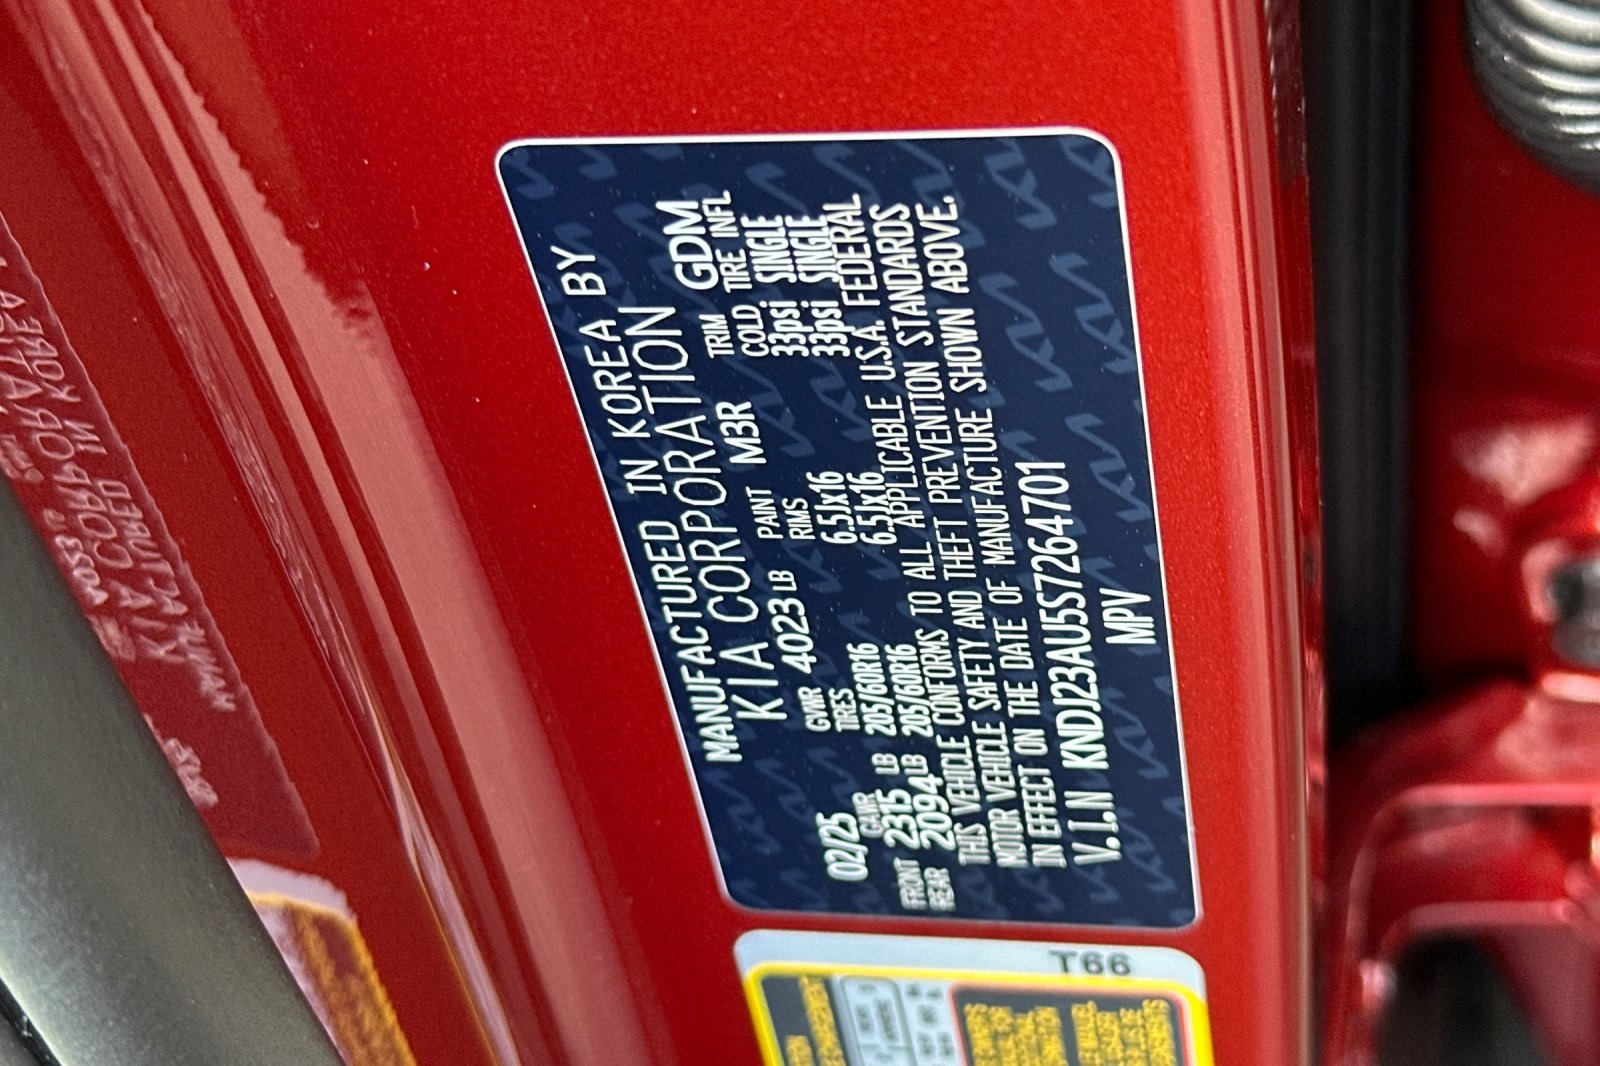 MANUFACTURED IN KOREA BY
KIA CORPORATION
02/25 GVWR 4023 LB PAINT M3R TRIM GDM
GAWR TIRES RIMS COLD TIRE INFL
FRONT 2315 LB 205/60R16 6.5Jx16 33psi SINGLE
REAR 2094 LB 205/60R16 6.5Jx16 33psi SINGLE
THIS VEHICLE CONFORMS TO ALL APPLICABLE U.S.A. FEDERAL
MOTOR VEHICLE SAFETY AND THEFT PREVENTION STANDARDS
IN EFFECT ON THE DATE OF MANUFACTURE SHOWN ABOVE.
V.I.N KNDJ23AU5S7264701
MPV
T66